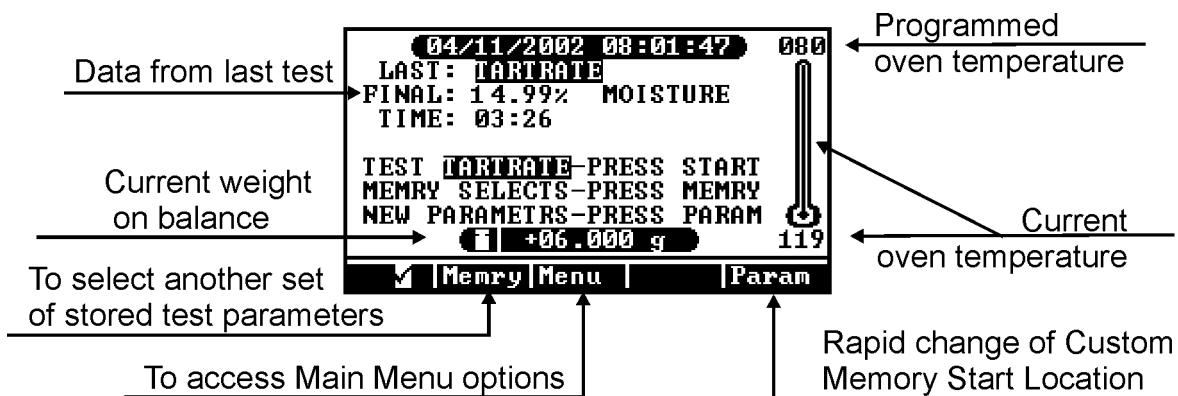 Programmed
oven temperature
Data from last test
04/11/2002 08:01:47 080
LAST: TARTRATE
FINAL: 14.99% MOISTURE
TIME: 03:26
TEST TARTRATE-PRESS START
MEMRY SELECTS-PRESS MEMRY
NEW PARAMETRS-PRESS PARAM
+06.000 g 119
✓ Memry Menu Param
Current weight
on balance
Current
oven temperature
To select another set
of stored test parameters
To access Main Menu options
Rapid change of Custom
Memory Start Location